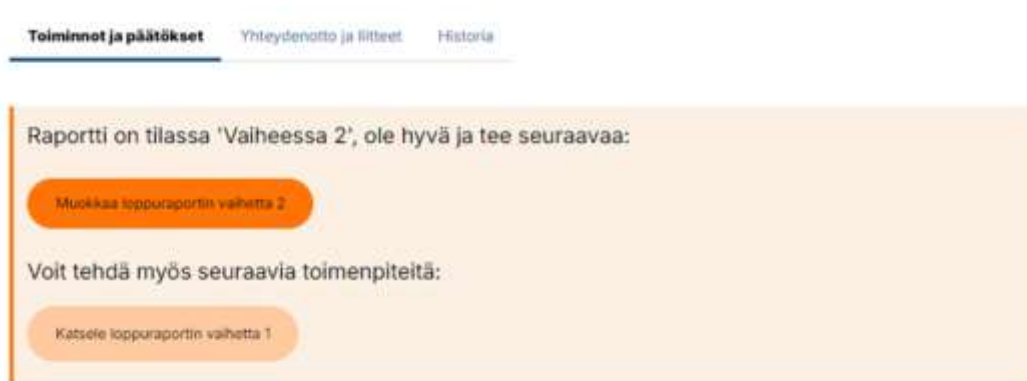 Toiminnot ja päätökset Yhteydenotto ja liitteet Historia
Raportti on tilassa 'Vaiheessa 2', ole hyvä ja tee seuraavaa:
Muokkaa loppuraportin vaihetta 2
Voit tehdä myös seuraavia toimenpiteitä:
Katsele loppuraportin vaihetta 1